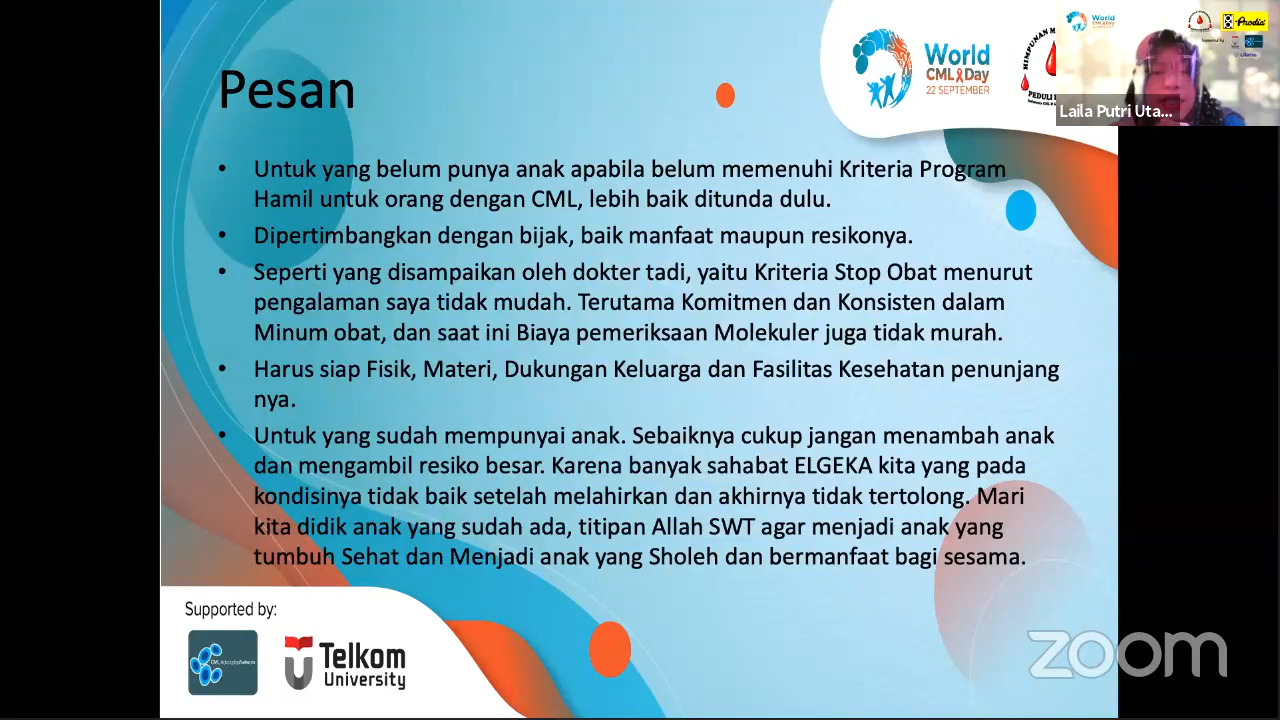 Pesan
World
CML Day
22 SEPTEMBER
World
Prodia
Laila Putri Uta...
• Untuk yang belum punya anak apabila belum memenuhi Kriteria Program
Hamil untuk orang dengan CML, lebih baik ditunda dulu.
• Dipertimbangkan dengan bijak, baik manfaat maupun resikonya.
• Seperti yang disampaikan oleh dokter tadi, yaitu Kriteria Stop Obat menurut
pengalaman saya tidak mudah. Terutama Komitmen dan Konsisten dalam
Minum obat, dan saat ini Biaya pemeriksaan Molekuler juga tidak murah.
• Harus siap Fisik, Materi, Dukungan Keluarga dan Fasilitas Kesehatan penunjang
nya.
• Untuk yang sudah mempunyai anak. Sebaiknya cukup jangan menambah anak
dan mengambil resiko besar. Karena banyak sahabat ELGEKA kita yang pada
kondisinya tidak baik setelah melahirkan dan akhirnya tidak tertolong. Mari
kita didik anak yang sudah ada, titipan Allah SWT agar menjadi anak yang
tumbuh Sehat dan Menjadi anak yang Sholeh dan bermanfaat bagi sesama.
Supported by:
Telkom
University
zoom